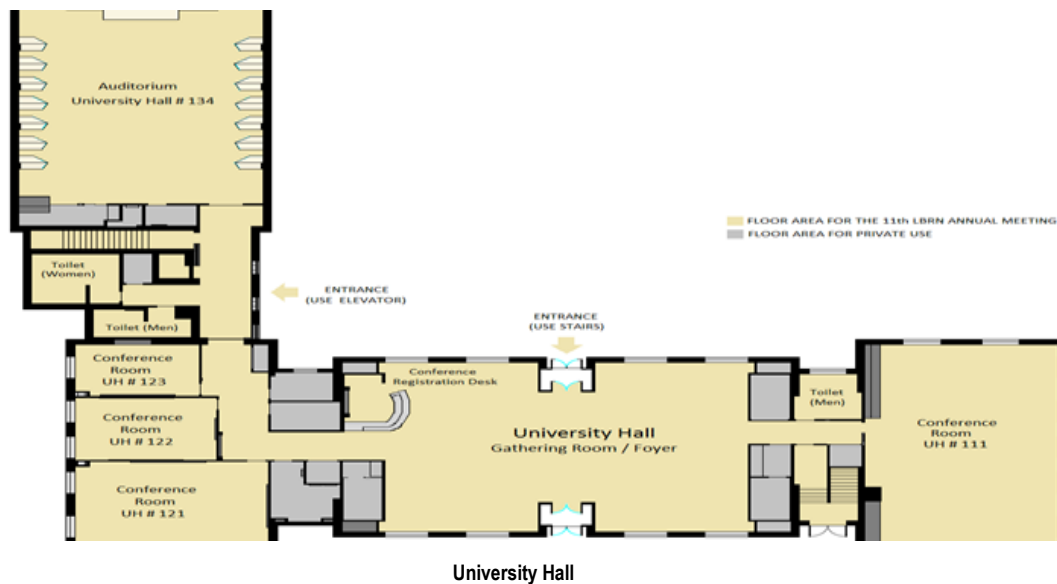 Auditorium
University Hall # 134
FLOOR AREA FOR THE 11th LBRN ANNUAL MEETING
FLOOR AREA FOR PRIVATE USE
Toilet
(Women)
ENTRANCE
(USE ELEVATOR)
Toilet (Men)
ENTRANCE
(USE STAIRS)
Conference
Room
UH # 123
Conference
Registration Desk
Toilet
(Men)
Conference
Room
UH # 122
University Hall
Gathering Room / Foyer
Conference
Room
UH # 111
Conference
Room
UH # 121
University Hall